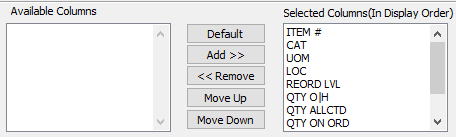 Available Columns
Selected Columns(In Display Order)
Default
Add >>
<< Remove
Move Up
Move Down
ITEM #
CAT
UOM
LOC
REORD LVL
QTY O|H
QTY ALLCTD
QTY ON ORD